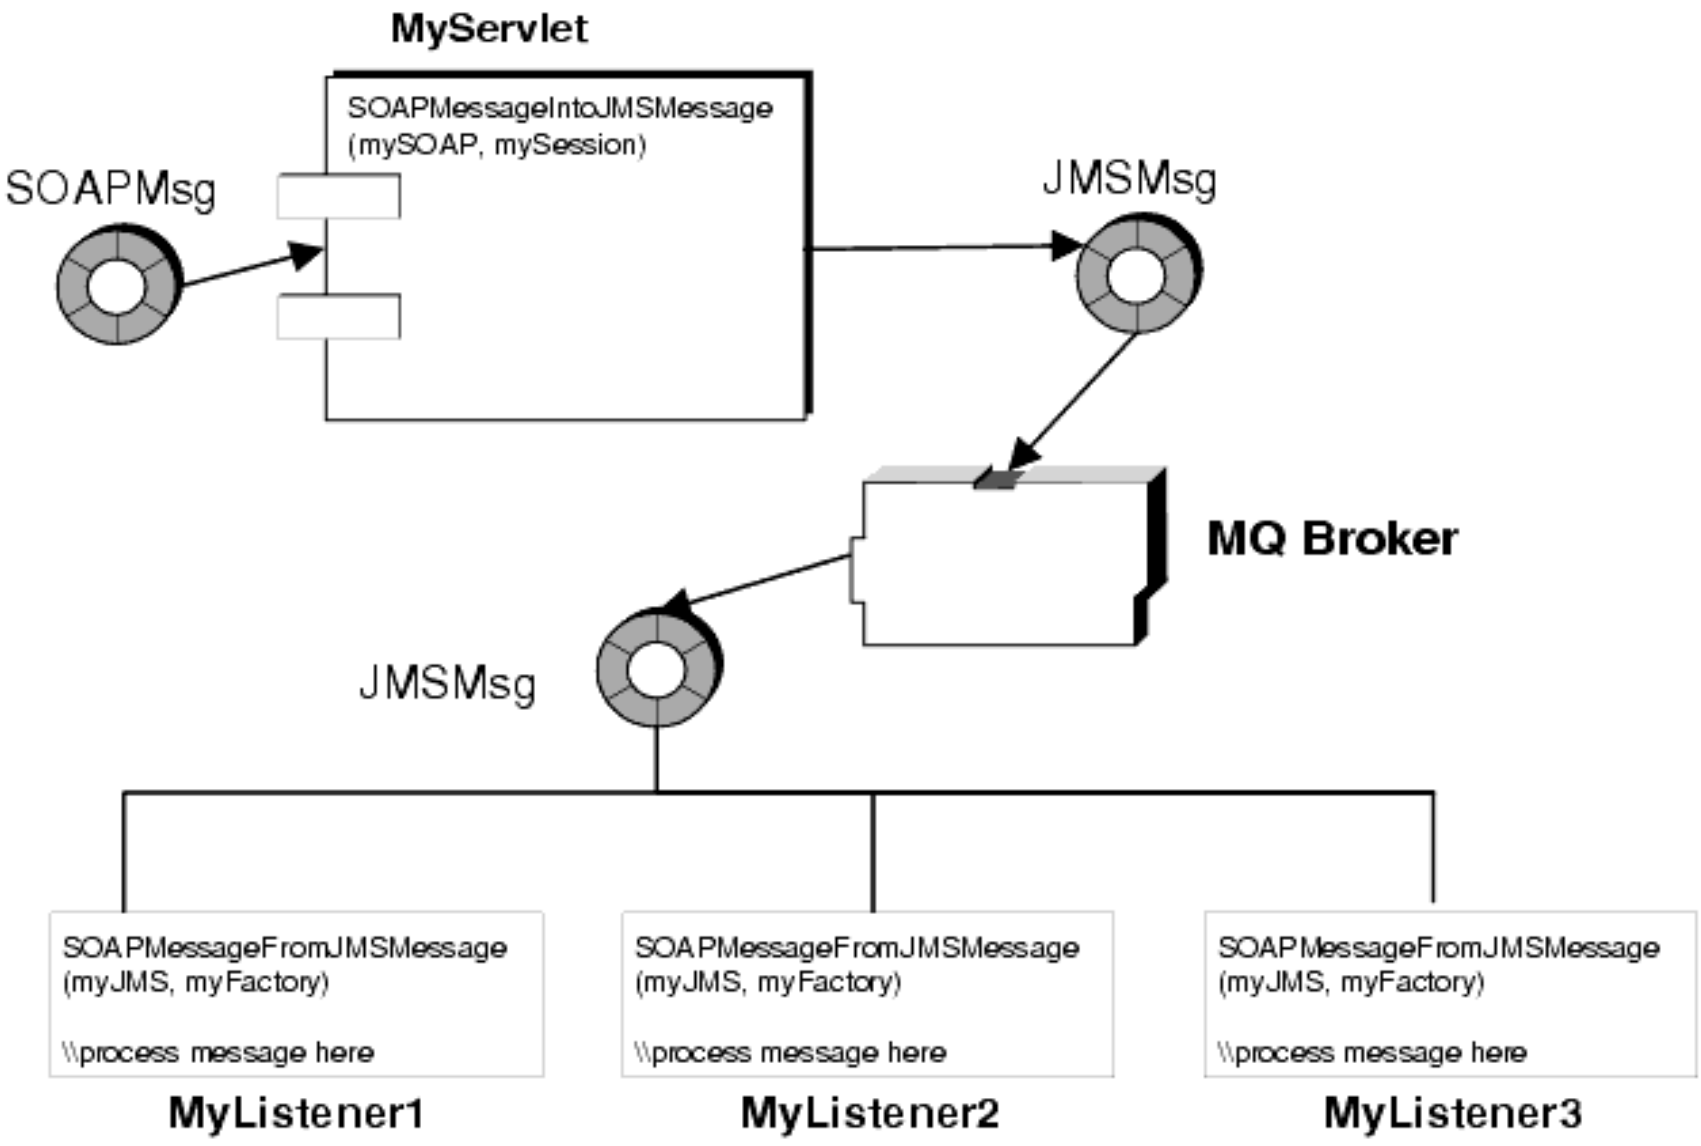 MyServlet
SOAPMessageIntoJMSMessage
(mySOAP, mySession)
SOAPMsg
JMSMsg
MQ Broker
JMSMsg
SOAPMessageFromJMSMessage
(myJMS, myFactory)
\\process message here
MyListener1
SOAPMessageFromJMSMessage
(myJMS, myFactory)
\\process message here
MyListener2
SOAPMessageFromJMSMessage
(myJMS, myFactory)
\\process message here
MyListener3